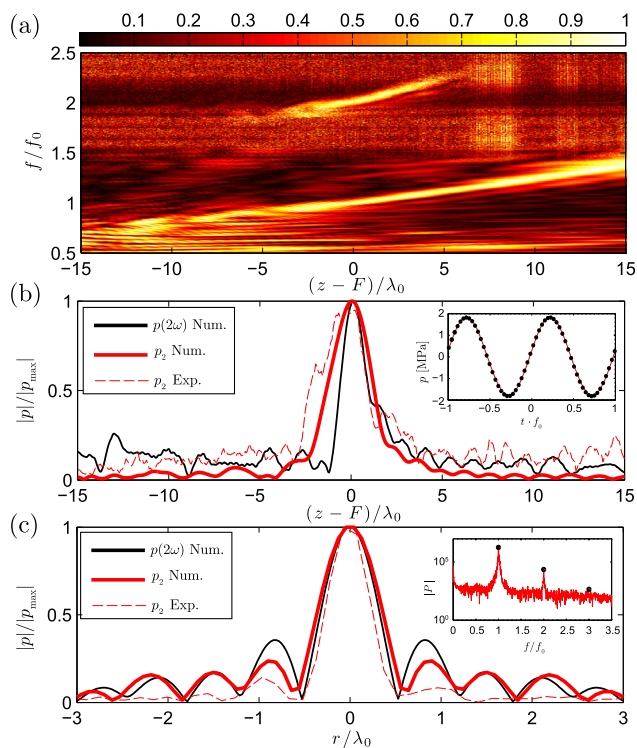 (a)
0.1 0.2 0.3 0.4 0.5 0.6 0.7 0.8 0.9 1
2.5
2
1.5
1
0.5
f/f₀
−15 −10 −5 0 5 10 15
(z − F)/λ₀
(b)
1
0.5
0
|p|/|pₘₐₓ|
p(2ω) Num.
p₂ Num.
p₂ Exp.
2
1
0
−1
−2
p [MPa]
−1 −0.5 0 0.5 1
t · f₀
−15 −10 −5 0 5 10 15
(z − F)/λ₀
(c)
1
0.5
0
|p|/|pₘₐₓ|
p(2ω) Num.
p₂ Num.
p₂ Exp.
10⁵
10⁰
|P|
0 0.5 1 1.5 2 2.5 3 3.5
f/f₀
−3 −2 −1 0 1 2 3
r/λ₀